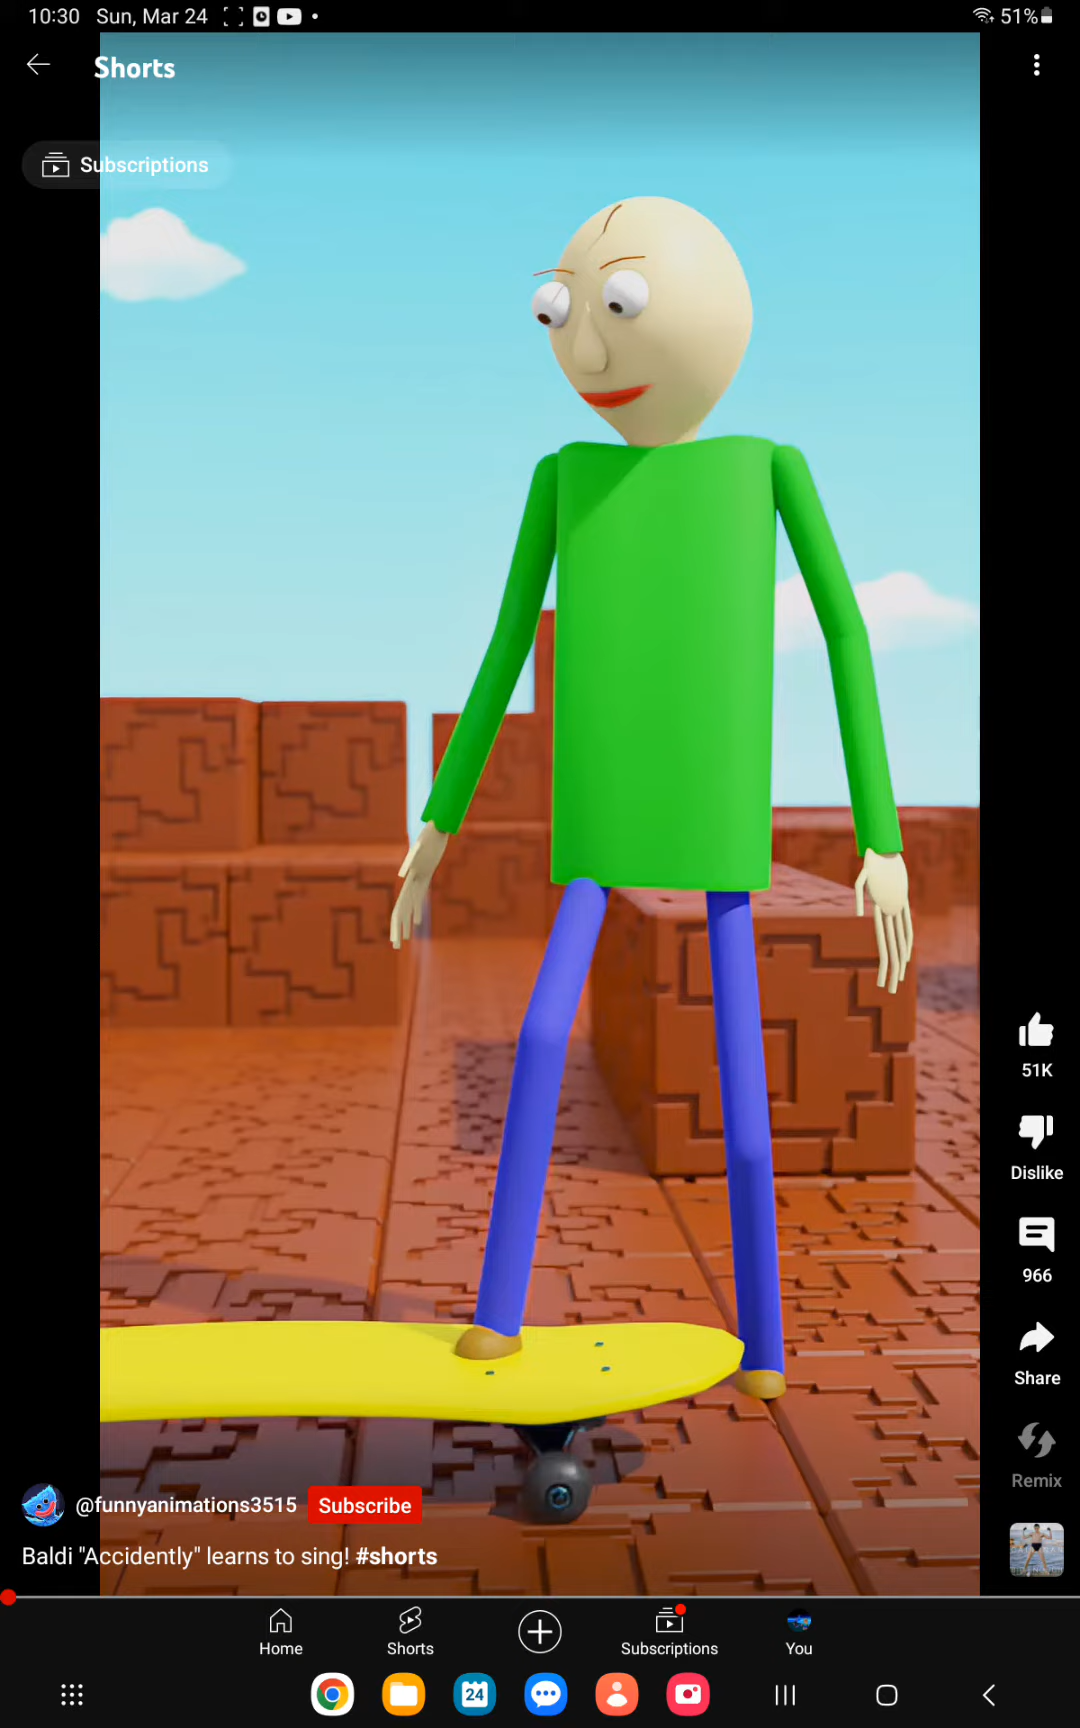 10:30 Sun, Mar 24
51%
Shorts
Subscriptions
51K
Dislike
966
Share
Remix
@funnyanimations3515 Subscribe
Baldi "Accidently" learns to sing! #shorts
Home
Shorts
Subscriptions
You
24